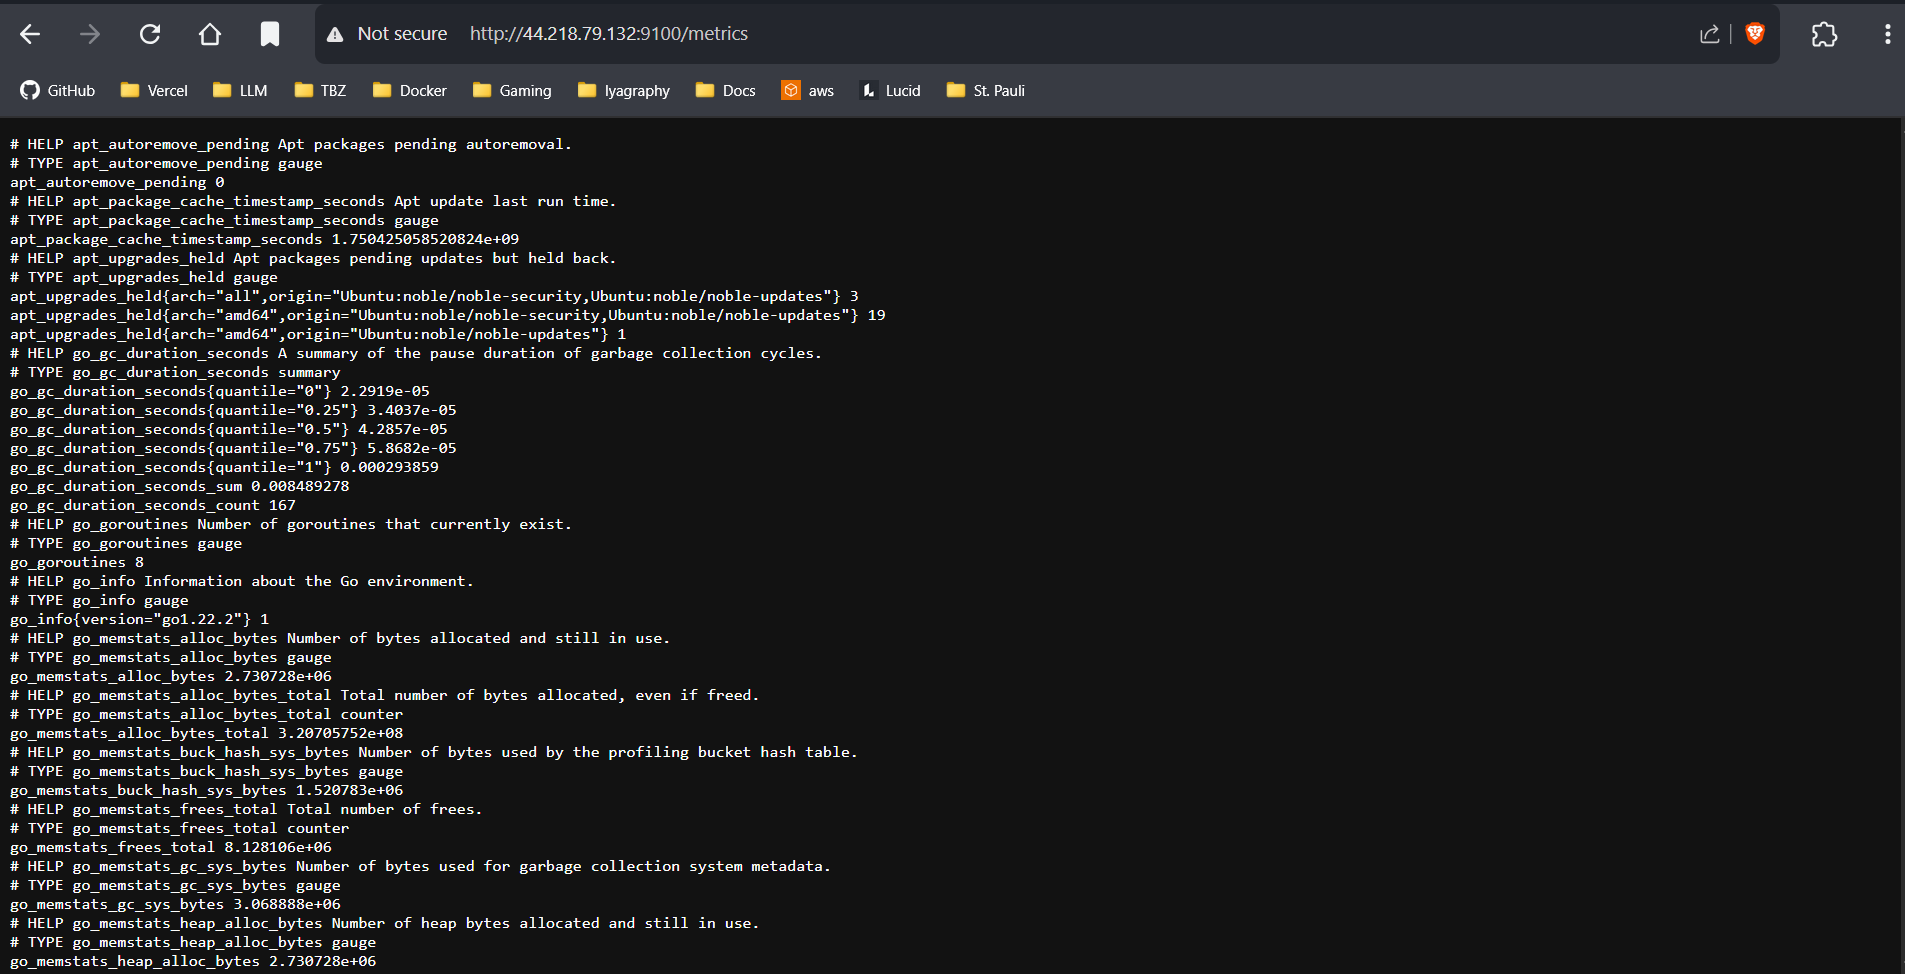 Not secure http://44.218.79.132:9100/metrics
GitHub Vercel LLM TBZ Docker Gaming lyagraphy Docs aws Lucid St. Pauli
# HELP apt_autoremove_pending Apt packages pending autoremoval.
# TYPE apt_autoremove_pending gauge
apt_autoremove_pending 0
# HELP apt_package_cache_timestamp_seconds Apt update last run time.
# TYPE apt_package_cache_timestamp_seconds gauge
apt_package_cache_timestamp_seconds 1.750425058520824e+09
# HELP apt_upgrades_held Apt packages pending updates but held back.
# TYPE apt_upgrades_held gauge
apt_upgrades_held{arch="all",origin="Ubuntu:noble/noble-security,Ubuntu:noble/noble-updates"} 3
apt_upgrades_held{arch="amd64",origin="Ubuntu:noble/noble-security,Ubuntu:noble/noble-updates"} 19
apt_upgrades_held{arch="amd64",origin="Ubuntu:noble/noble-updates"} 1
# HELP go_gc_duration_seconds A summary of the pause duration of garbage collection cycles.
# TYPE go_gc_duration_seconds summary
go_gc_duration_seconds{quantile="0"} 2.2919e-05
go_gc_duration_seconds{quantile="0.25"} 3.4037e-05
go_gc_duration_seconds{quantile="0.5"} 4.2857e-05
go_gc_duration_seconds{quantile="0.75"} 5.8682e-05
go_gc_duration_seconds{quantile="1"} 0.000293859
go_gc_duration_seconds_sum 0.008489278
go_gc_duration_seconds_count 167
# HELP go_goroutines Number of goroutines that currently exist.
# TYPE go_goroutines gauge
go_goroutines 8
# HELP go_info Information about the Go environment.
# TYPE go_info gauge
go_info{version="go1.22.2"} 1
# HELP go_memstats_alloc_bytes Number of bytes allocated and still in use.
# TYPE go_memstats_alloc_bytes gauge
go_memstats_alloc_bytes 2.730728e+06
# HELP go_memstats_alloc_bytes_total Total number of bytes allocated, even if freed.
# TYPE go_memstats_alloc_bytes_total counter
go_memstats_alloc_bytes_total 3.20705752e+08
# HELP go_memstats_buck_hash_sys_bytes Number of bytes used by the profiling bucket hash table.
# TYPE go_memstats_buck_hash_sys_bytes gauge
go_memstats_buck_hash_sys_bytes 1.520783e+06
# HELP go_memstats_frees_total Total number of frees.
# TYPE go_memstats_frees_total counter
go_memstats_frees_total 8.128106e+06
# HELP go_memstats_gc_sys_bytes Number of bytes used for garbage collection system metadata.
# TYPE go_memstats_gc_sys_bytes gauge
go_memstats_gc_sys_bytes 3.068888e+06
# HELP go_memstats_heap_alloc_bytes Number of heap bytes allocated and still in use.
# TYPE go_memstats_heap_alloc_bytes gauge
go_memstats_heap_alloc_bytes 2.730728e+06